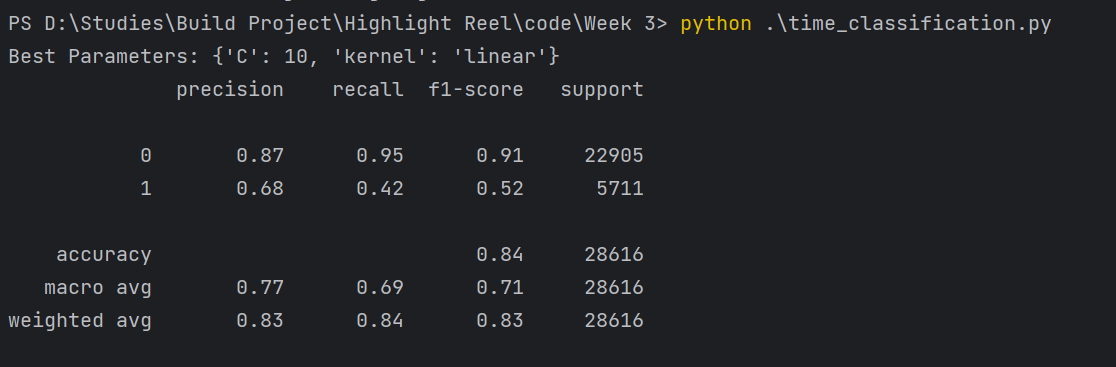 PS D:\Studies\Build Project\Highlight Reel\code\Week 3> python .\time_classification.py
Best Parameters: {'C': 10, 'kernel': 'linear'}
precision recall f1-score support
0 0.87 0.95 0.91 22905
1 0.68 0.42 0.52 5711
accuracy 0.84 28616
macro avg 0.77 0.69 0.71 28616
weighted avg 0.83 0.84 0.83 28616